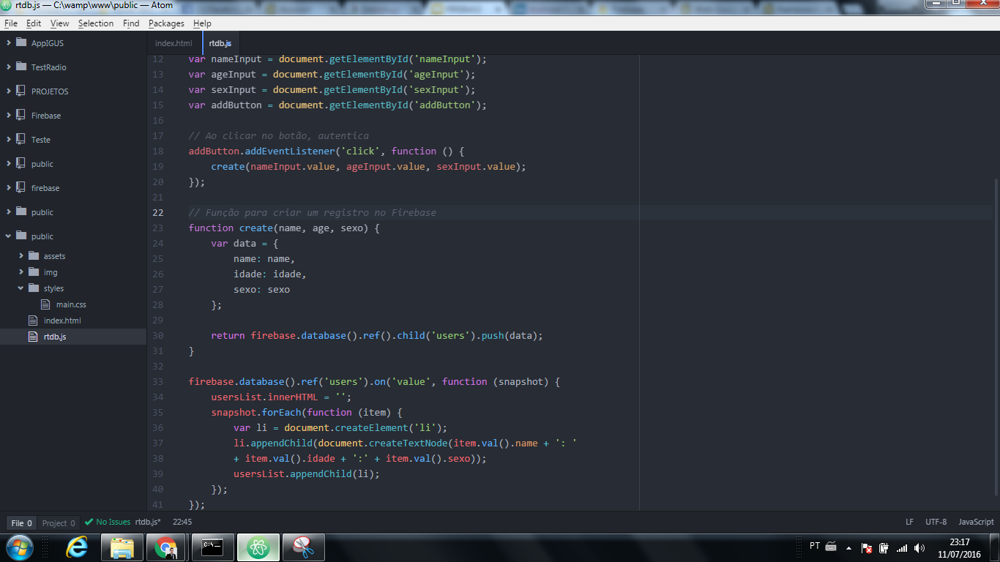 rtdb.js — C:\wamp\www\public — Atom
File Edit View Selection Find Packages Help
AppIGUS
TestRadio
PROJETOS
Firebase
Teste
public
firebase
public
public
assets
img
styles
main.css
index.html
rtdb.js
index.html rtdb.js
12 var nameInput = document.getElementById('nameInput');
13 var ageInput = document.getElementById('ageInput');
14 var sexInput = document.getElementById('sexInput');
15 var addButton = document.getElementById('addButton');
16
17 // Ao clicar no botão, autentica
18 addButton.addEventListener('click', function () {
19 create(nameInput.value, ageInput.value, sexInput.value);
20 });
21
22 // Função para criar um registro no Firebase
23 function create(name, age, sexo) {
24 var data = {
25 name: name,
26 idade: idade,
27 sexo: sexo
28 };
29
30 return firebase.database().ref().child('users').push(data);
31 }
32
33 firebase.database().ref('users').on('value', function (snapshot) {
34 usersList.innerHTML = '';
35 snapshot.forEach(function (item) {
36 var li = document.createElement('li');
37 li.appendChild(document.createTextNode(item.val().name + ': '
38 + item.val().idade + ':' + item.val().sexo));
39 usersList.appendChild(li);
40 });
41 });
File 0 Project 0 No Issues rtdb.js* 22:45 LF UTF-8 JavaScript
C:\_
PT 23:17
11/07/2016